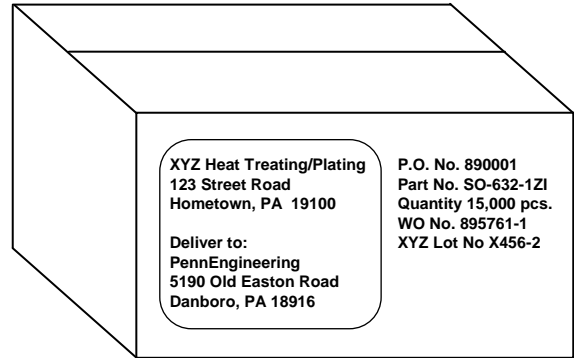 XYZ Heat Treating/Plating
123 Street Road
Hometown, PA 19100
Deliver to:
PennEngineering
5190 Old Easton Road
Danboro, PA 18916
P.O. No. 890001
Part No. SO-632-1ZI
Quantity 15,000 pcs.
WO No. 895761-1
XYZ Lot No X456-2